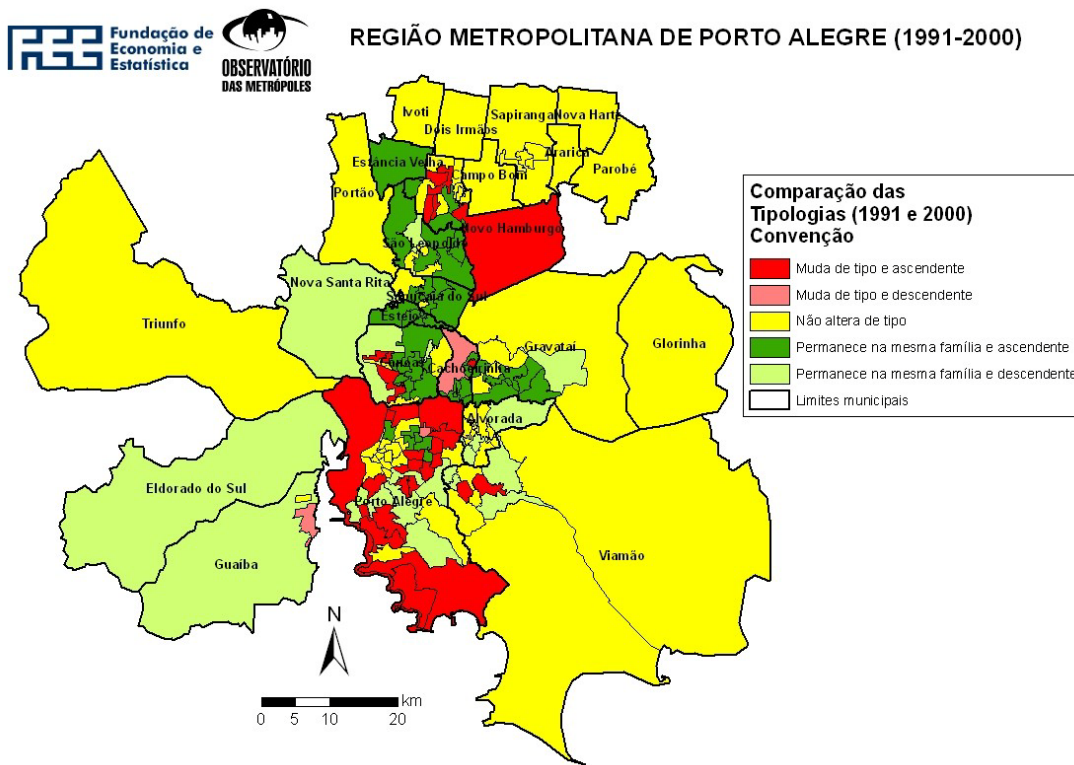 FEE
Fundação de
Economia e
Estatística
OBSERVATÓRIO
DAS METRÓPOLES
REGIÃO METROPOLITANA DE PORTO ALEGRE (1991-2000)
Ivoti
Dois Irmãos
Sapiranga
Nova Hartz
Araricá
Parobé
Estância Velha
Campo Bom
Portão
Novo Hamburgo
São Leopoldo
Nova Santa Rita
Sapucaia do Sul
Esteio
Triunfo
Canoas
Cachoeirinha
Gravataí
Glorinha
Alvorada
Eldorado do Sul
Porto Alegre
Guaíba
Viamão
Comparação das
Tipologias (1991 e 2000)
Convenção
Muda de tipo e ascendente
Muda de tipo e descendente
Não altera de tipo
Permanece na mesma família e ascendente
Permanece na mesma família e descendente
Limites municipais
N
km
0 5 10 20